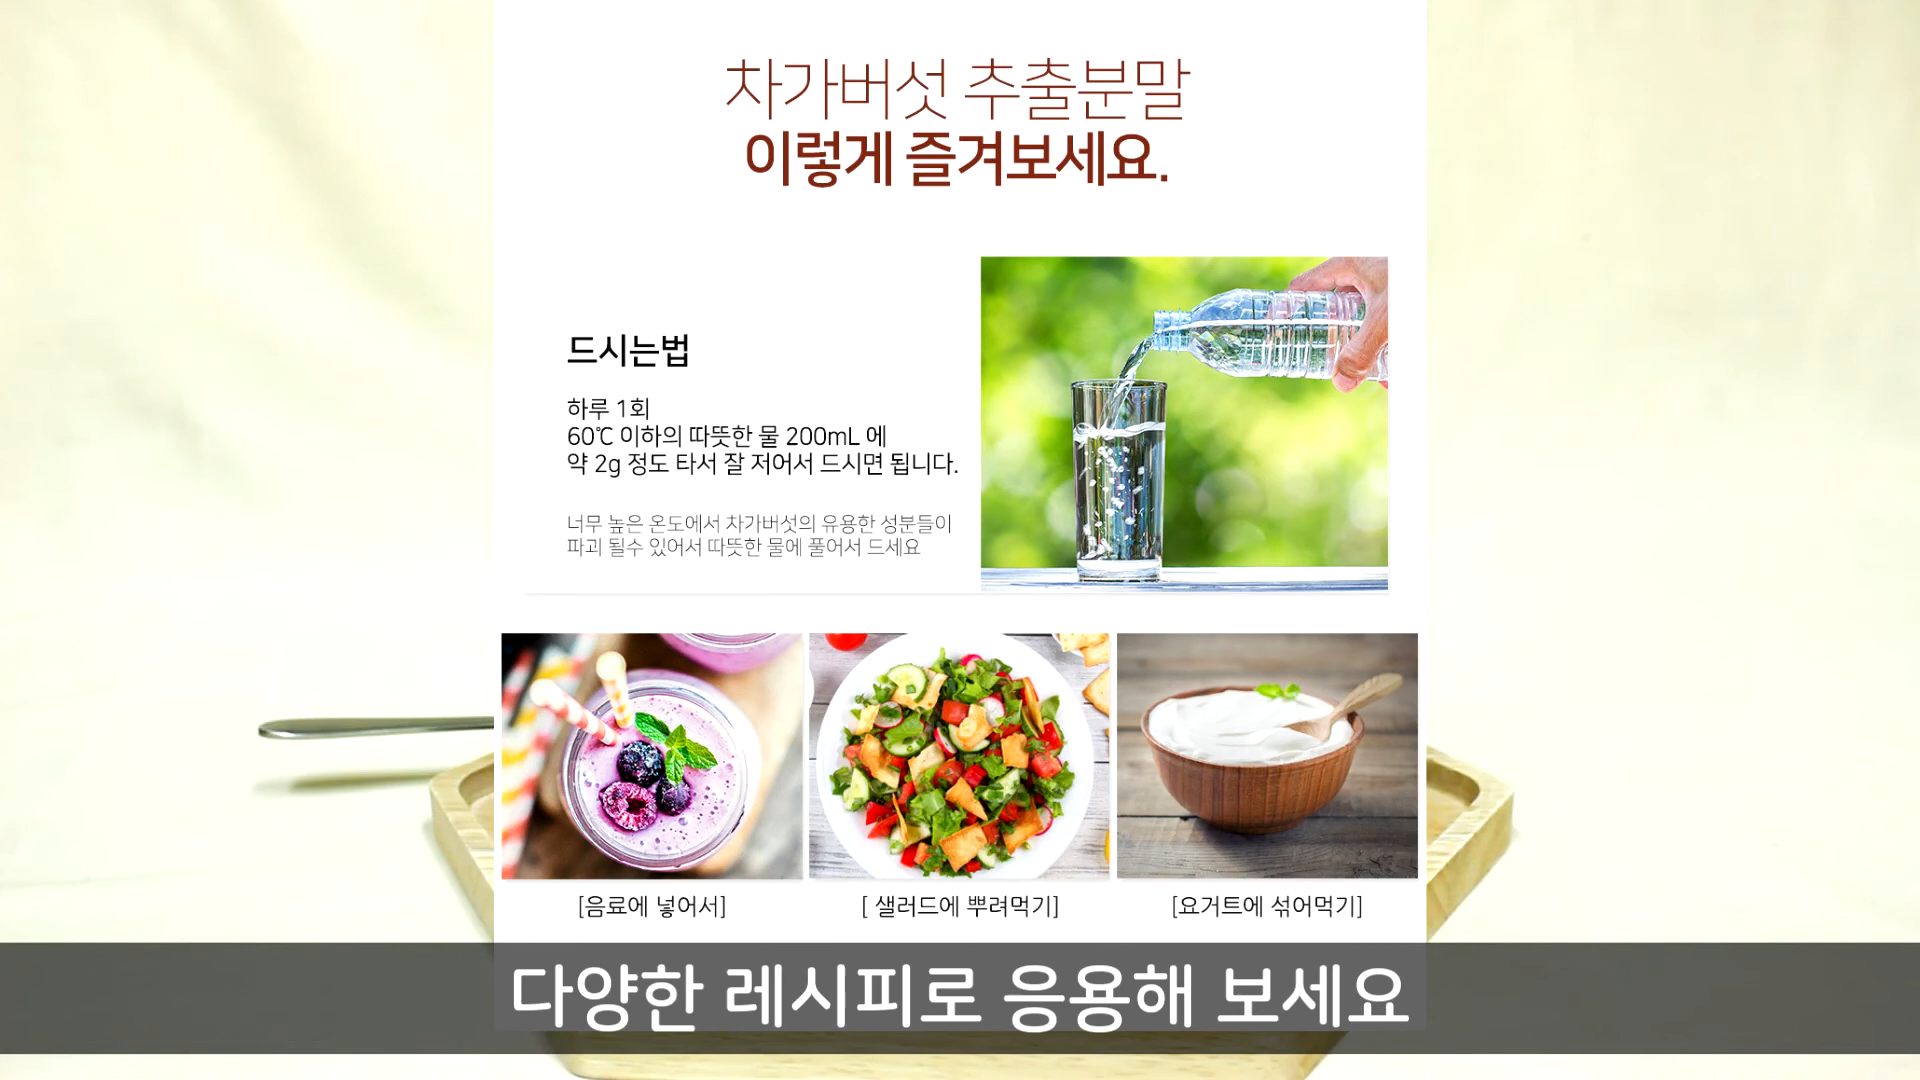 차가버섯 추출분말
이렇게 즐겨보세요.
드시는법
하루 1회
60℃ 이하의 따뜻한 물 200mL 에
약 2g 정도 타서 잘 저어서 드시면 됩니다.
너무 높은 온도에서 차가버섯의 유용한 성분들이
파괴 될수 있어서 따뜻한 물에 풀어서 드세요
[음료에 넣어서]
[ 샐러드에 뿌려먹기]
[요거트에 섞어먹기]
다양한 레시피로 응용해 보세요